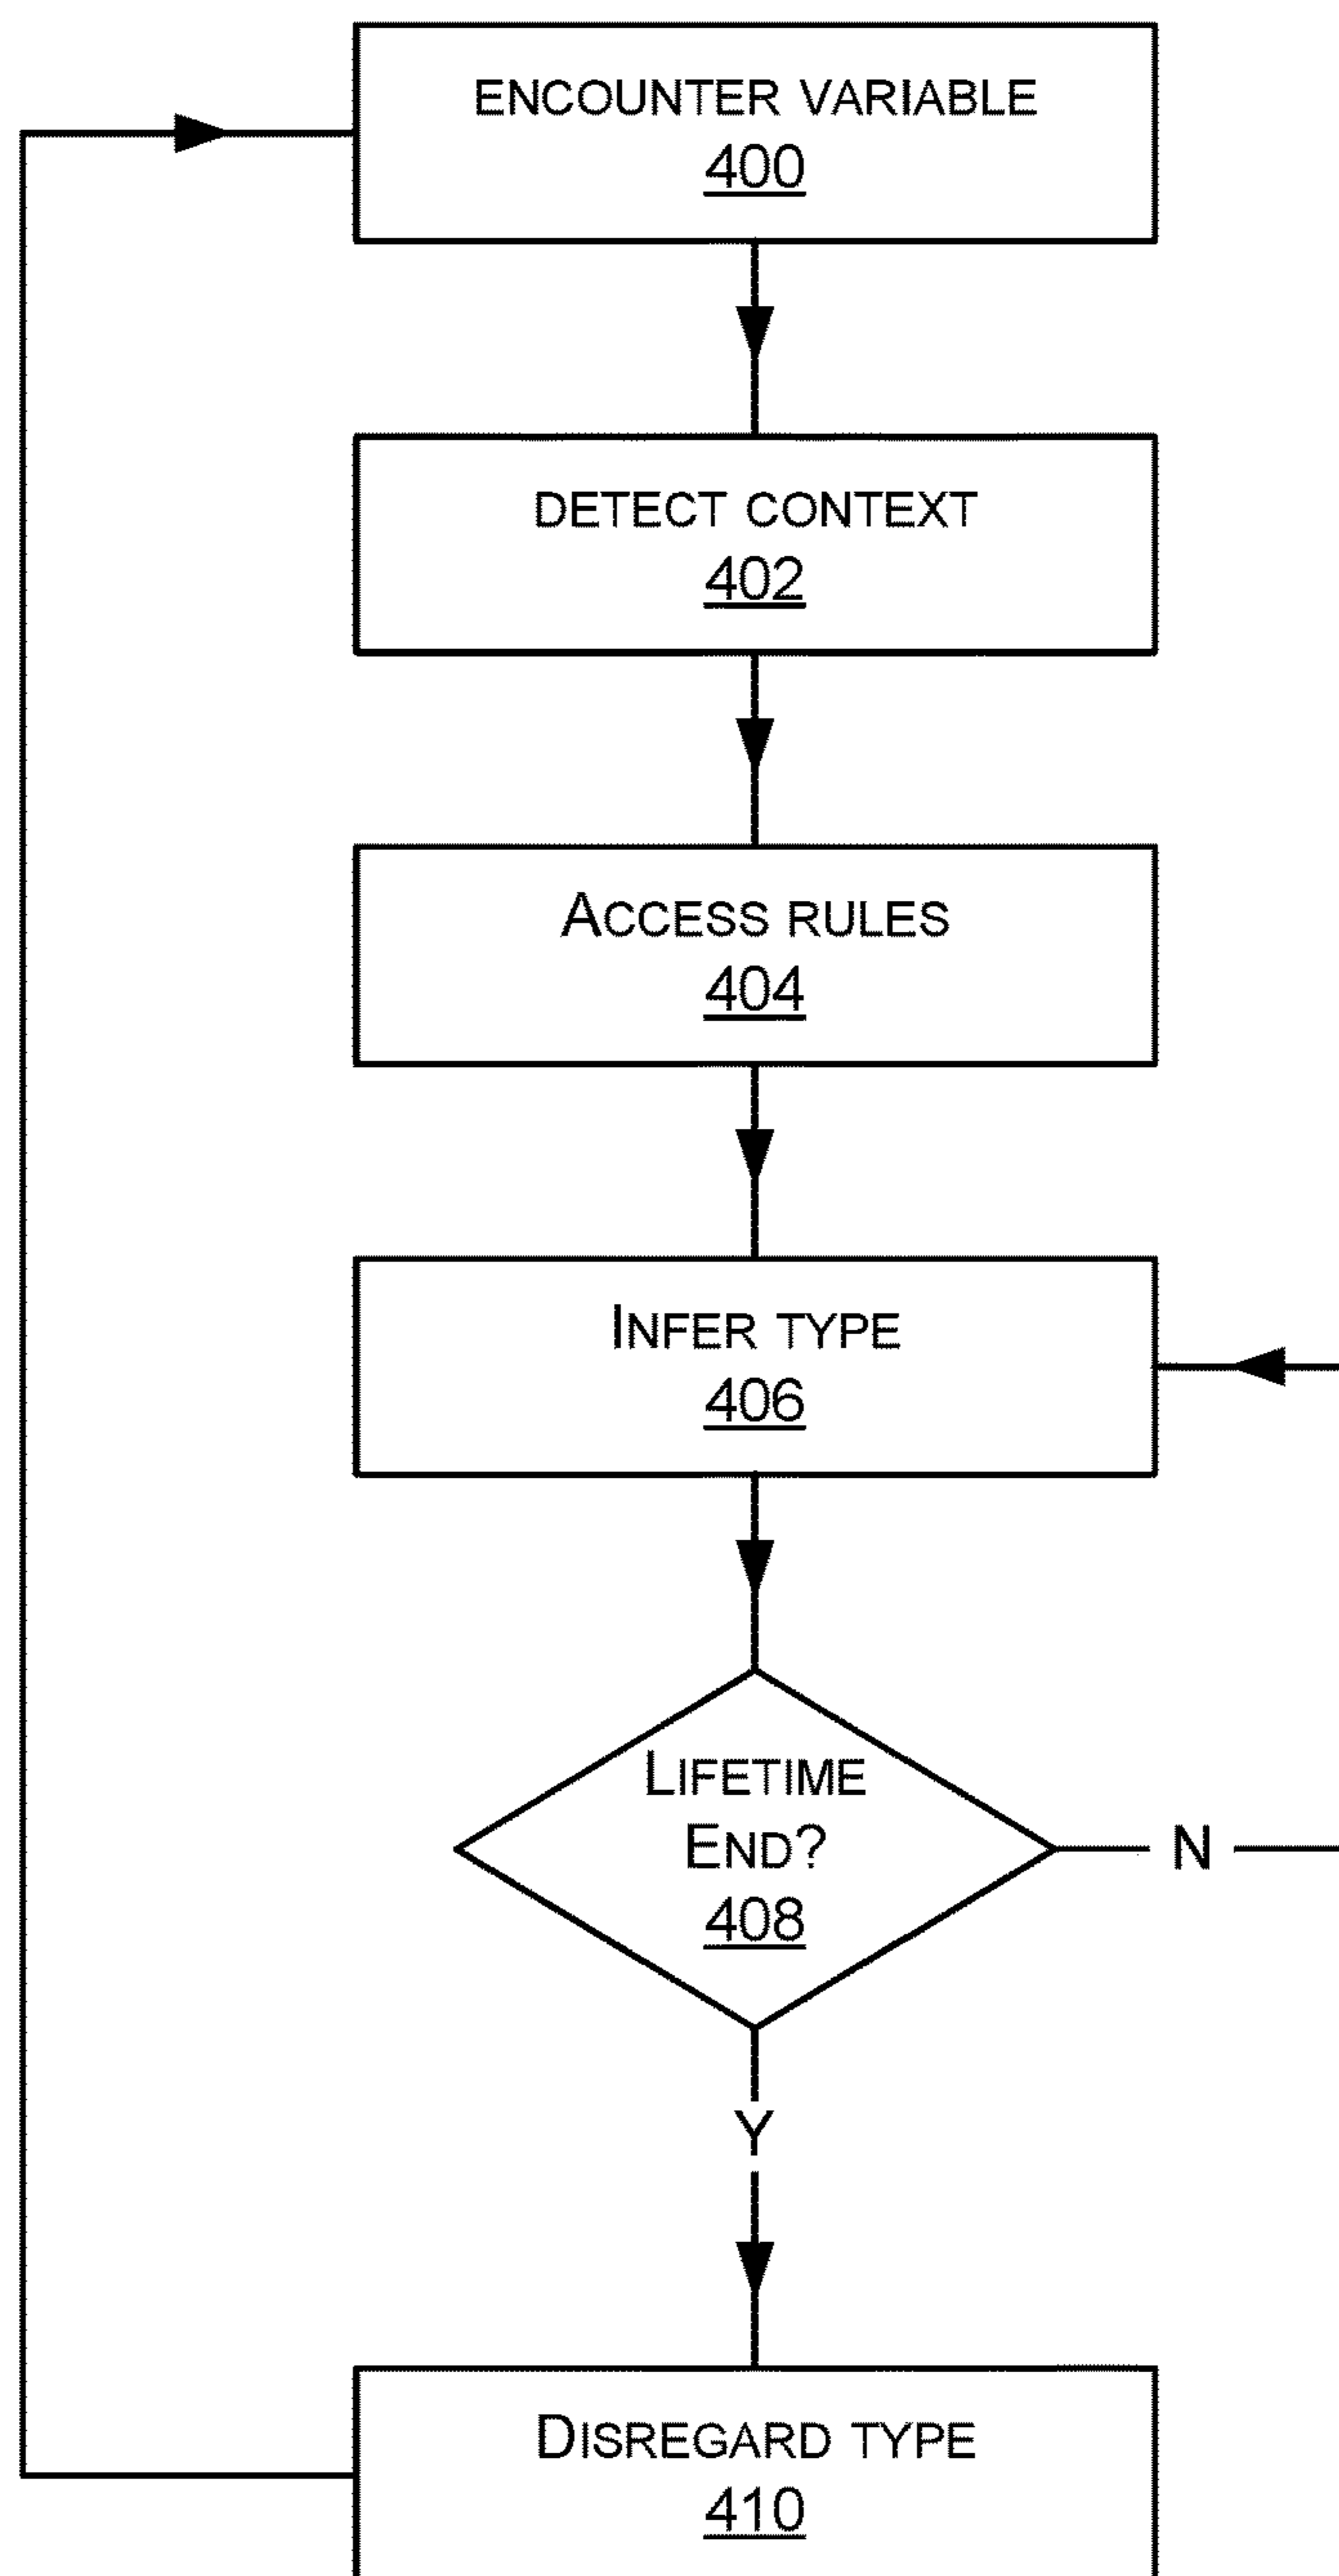 ENCOUNTER VARIABLE
400
DETECT CONTEXT
402
ACCESS RULES
404
INFER TYPE
406
LIFETIME
END?
408
N
Y
DISREGARD TYPE
410